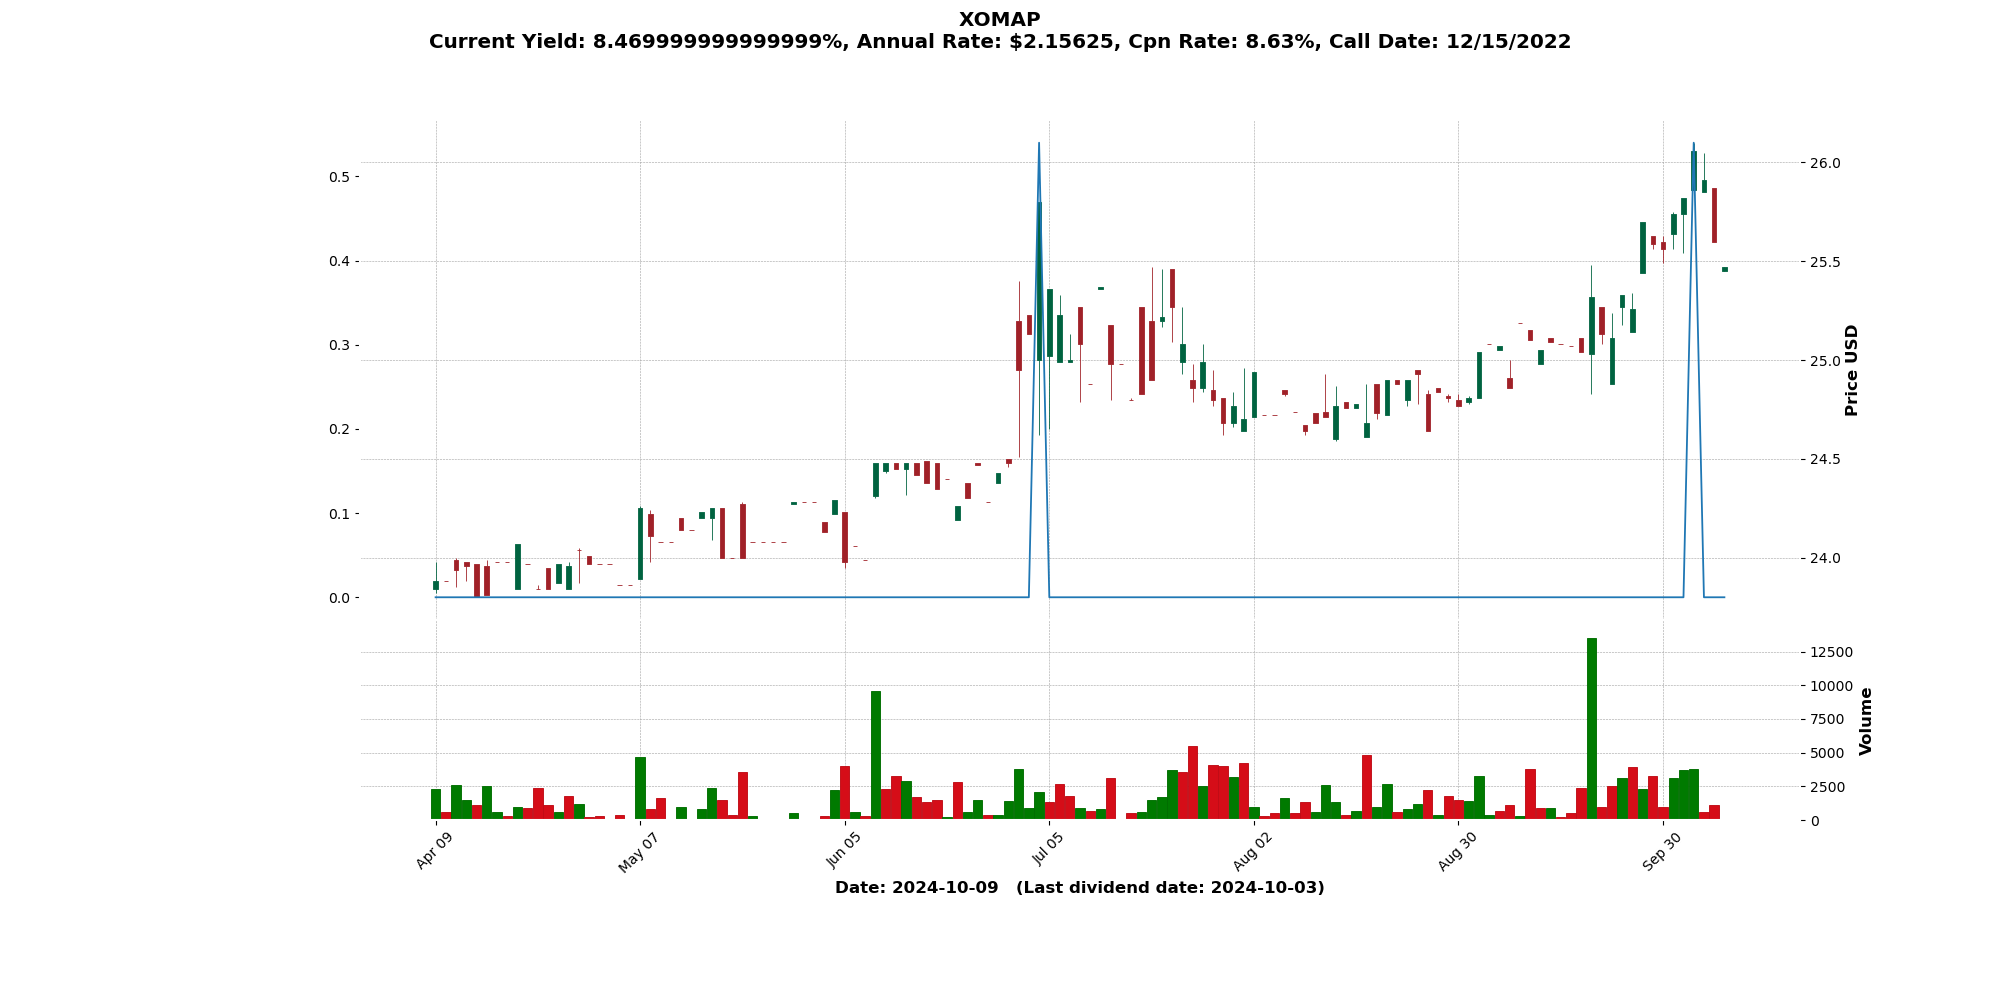 XOMAP
Current Yield: 8.469999999999999%, Annual Rate: $2.15625, Cpn Rate: 8.63%, Call Date: 12/15/2022
0.5
0.4
0.3
0.2
0.1
0.0
26.0
25.5
25.0
24.5
24.0
Price USD
12500
10000
7500
5000
2500
0
Volume
Apr 09
May 07
Jun 05
Jul 05
Aug 02
Aug 30
Sep 30
Date: 2024-10-09 (Last dividend date: 2024-10-03)